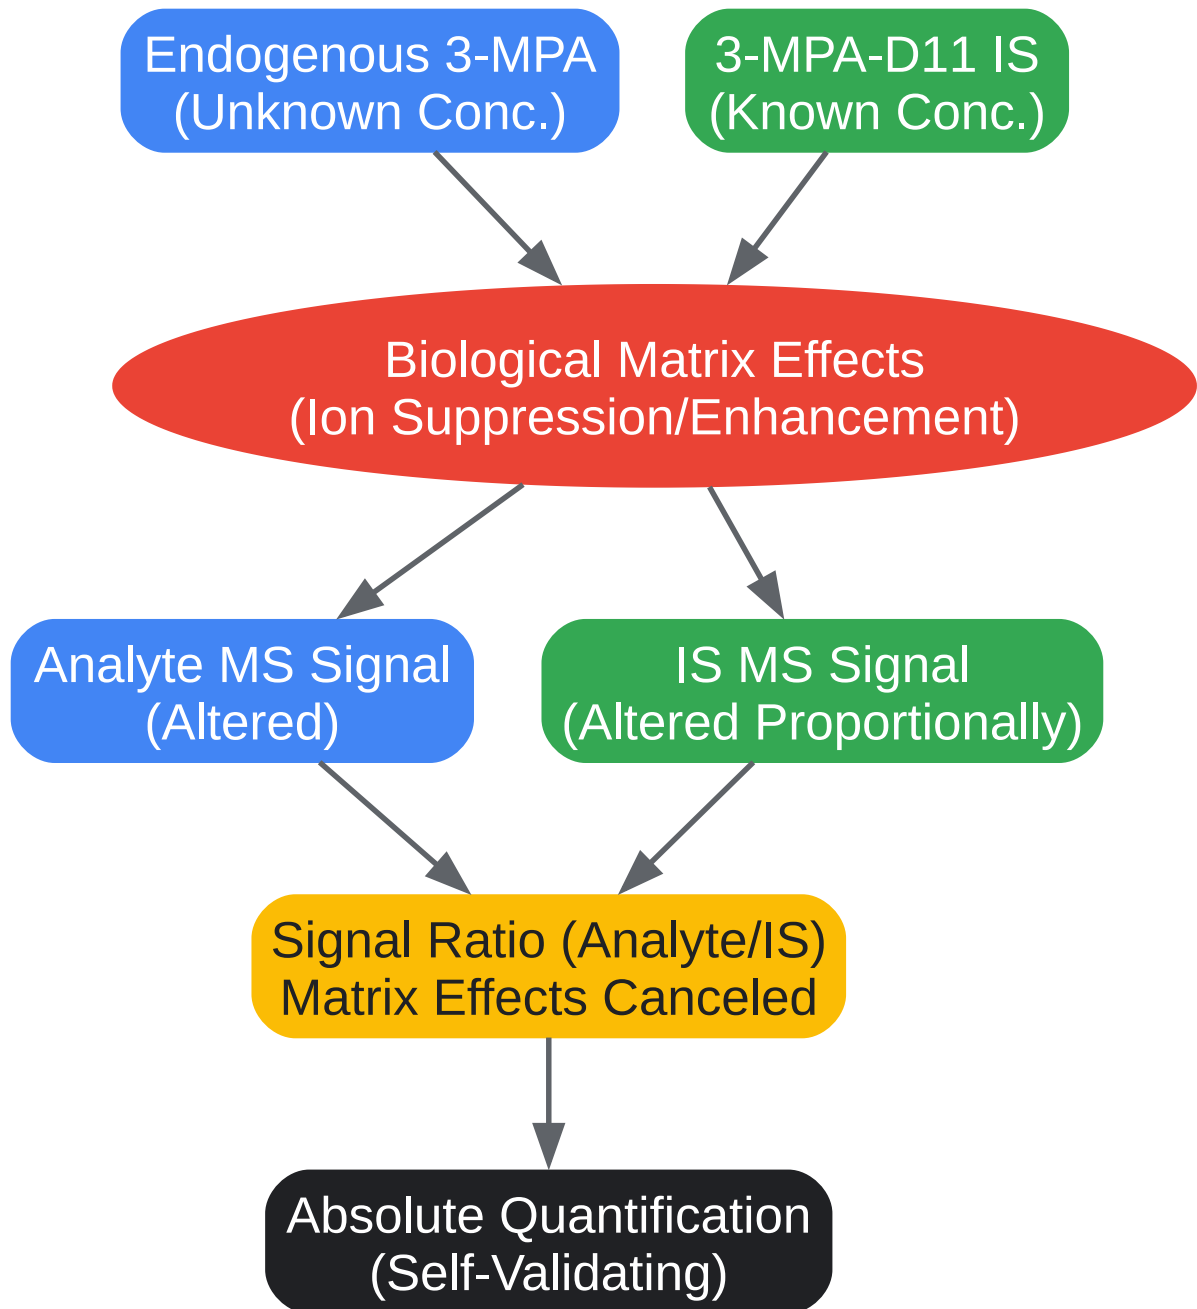 Endogenous 3-MPA
(Unknown Conc.)
3-MPA-D11 IS
(Known Conc.)
Biological Matrix Effects
(Ion Suppression/Enhancement)
Analyte MS Signal
(Altered)
IS MS Signal
(Altered Proportionally)
Signal Ratio (Analyte/IS)
Matrix Effects Canceled
Absolute Quantification
(Self-Validating)